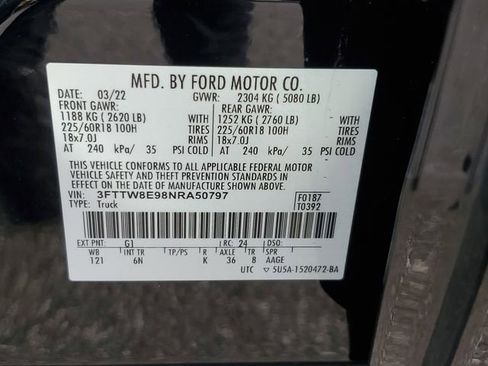 MFD. BY FORD MOTOR CO.
DATE: 03/22 GVWR: 2304 KG ( 5080 LB)
FRONT GAWR: REAR GAWR:
1188 KG ( 2620 LB) WITH 1252 KG ( 2760 LB) WITH
225/60R18 100H TIRES 225/60R18 100H TIRES
18x7.0J RIMS 18x7.0J RIMS
AT 240 kPa/ 35 PSI COLD AT 240 kPa/ 35 PSI COLD
THIS VEHICLE CONFORMS TO ALL APPLICABLE FEDERAL MOTOR
VEHICLE SAFETY AND THEFT PREVENTION STANDARDS IN
EFFECT ON THE DATE OF MANUFACTURE SHOWN ABOVE.
VIN: 3FTTW8E98NRA50797 F0187
TYPE: Truck T0392
EXT PNT: G1 RC: 24 DSO:
WB INT TR TP/PS R AXLE TR SPR
121 6N K 36 8 AAGE
UTC 5U5A-1520472-BA